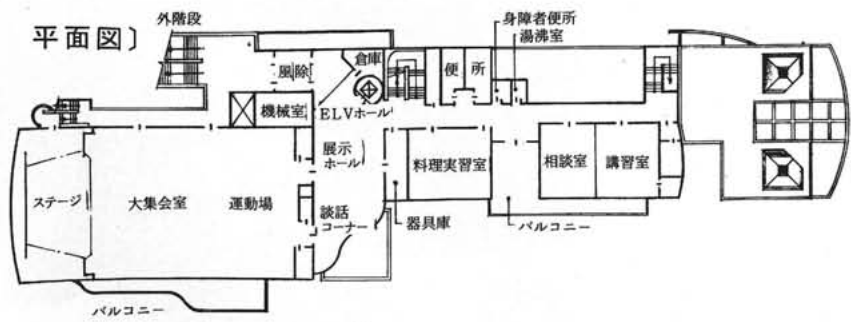 平面図〕
外階段
身障者便所
湯沸室
倉庫
風除
便所
機械室
ELVホール
展示
ホール
料理実習室
相談室
講習室
ステージ
大集会室
運動場
談話
コーナー
器具庫
バルコニー
バルコニー